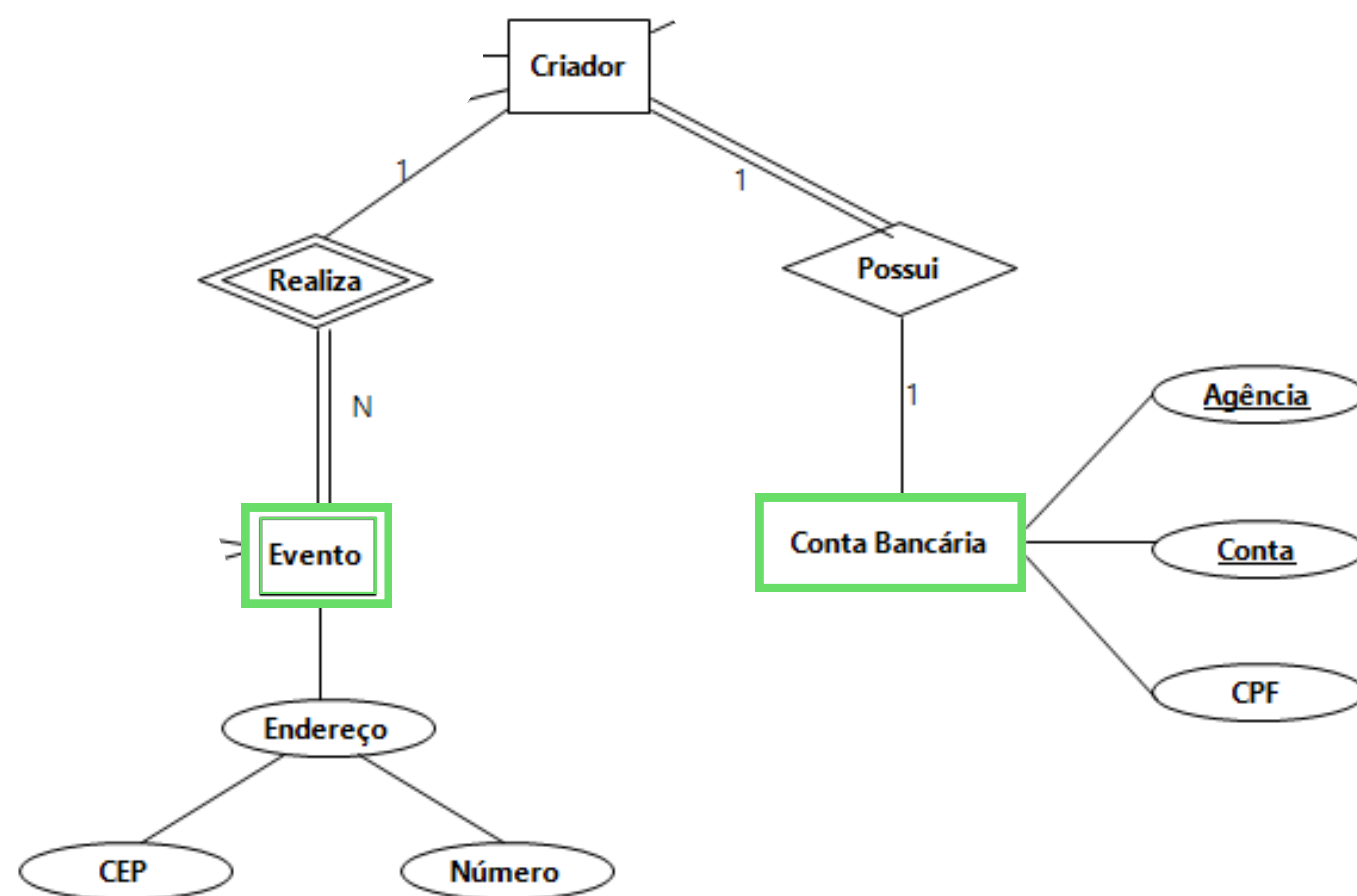 Criador
1
1
Realiza
Possui
N
1
Agência
Evento
Conta Bancária
Conta
Endereço
CPF
CEP
Número